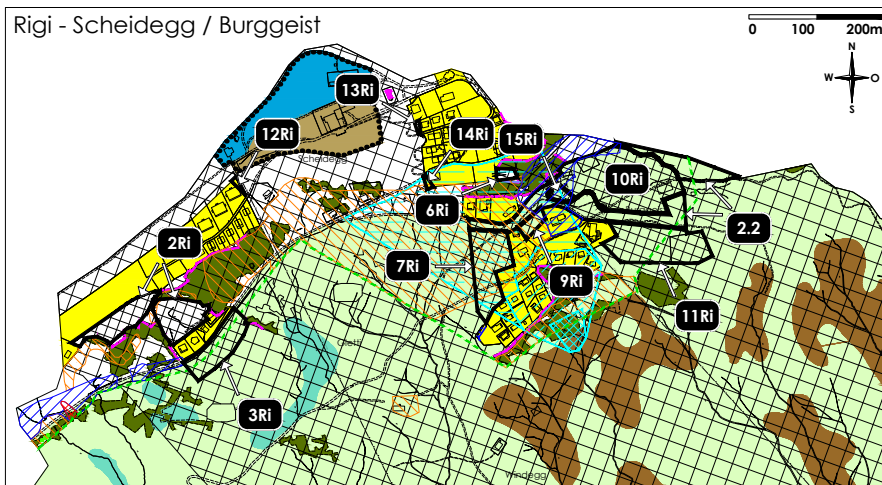 Rigi - Scheidegg / Burggeist
0 100 200m
N
W O
S
13Ri
12Ri
14Ri
15Ri
Scheidegg
10Ri
6Ri
2.2
2Ri
7Ri
9Ri
11Ri
3Ri
Windegg